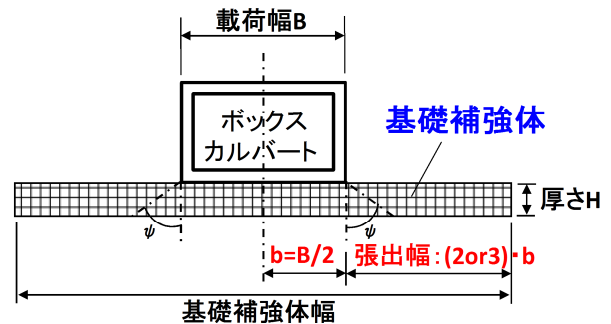 載荷幅B
ボックス
カルバート
基礎補強体
厚さH
ψ
ψ
b=B/2
張出幅：(2or3)・b
基礎補強体幅